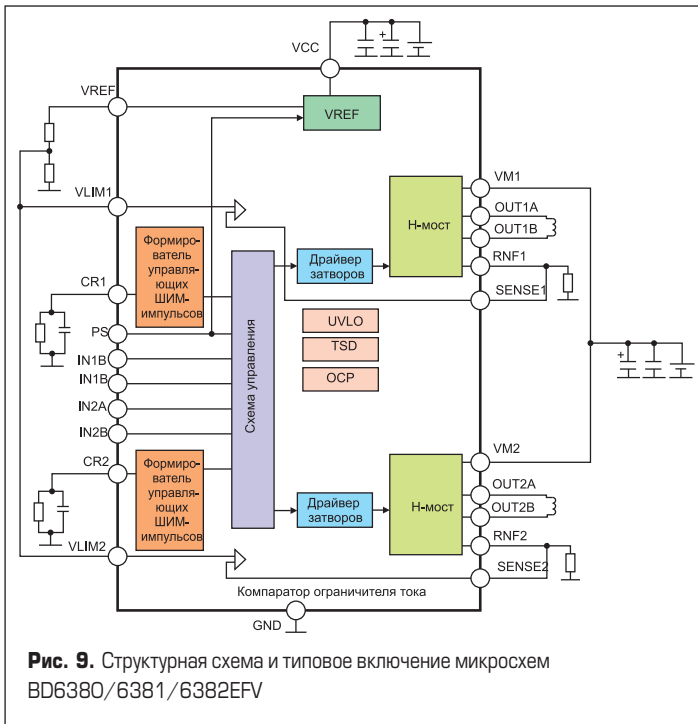 VCC
VREF
VREF
VLIM1
VM1
OUT1A
Н-мост
OUT1B
Формиро-
ватель
управля-
ющих
ШИМ-
импульсов
Драйвер
затворов
RNF1
CR1
SENSE1
Схема управления
UVLO
PS
TSD
IN1B
OCP
IN1B
IN2A
IN2B
VM2
CR2
Формиро-
ватель
управля-
ющих
ШИМ-
импульсов
OUT2A
Н-мост
OUT2B
Драйвер
затворов
RNF2
VLIM2
SENSE2
Компаратор ограничителя тока
GND
Рис. 9. Структурная схема и типовое включение микросхем
BD6380/6381/6382EFV